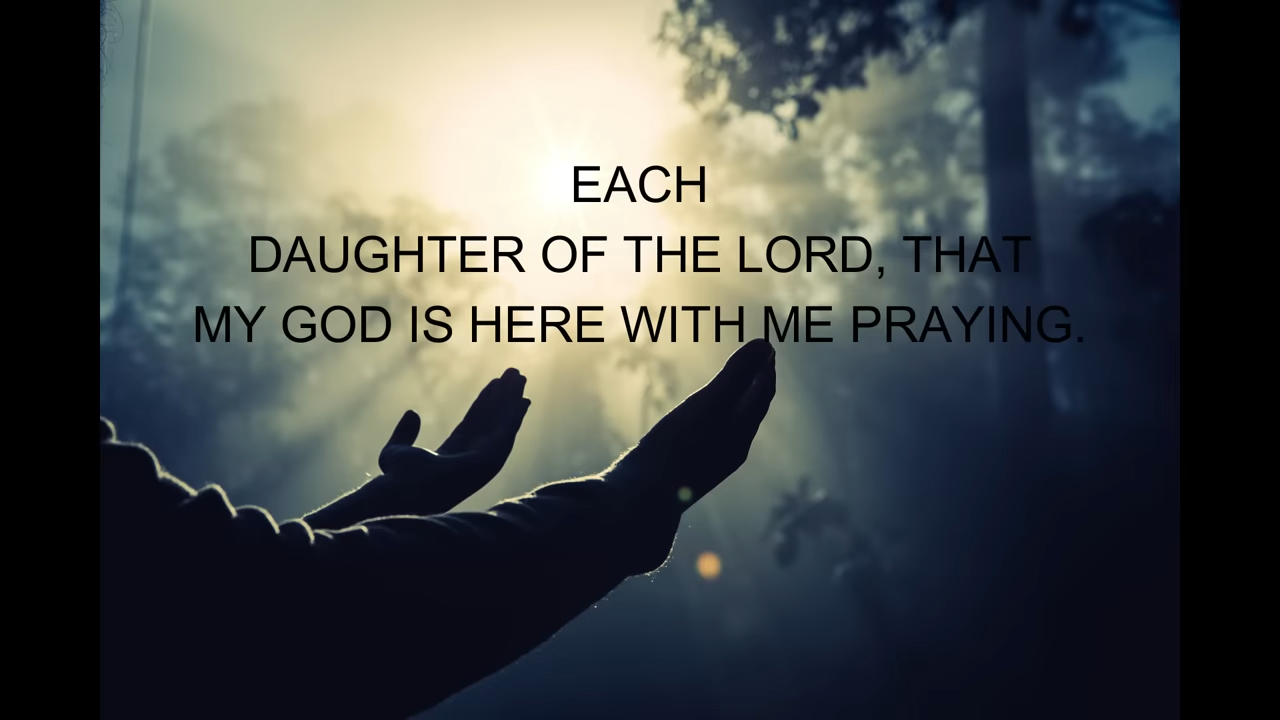 EACH
DAUGHTER OF THE LORD, THAT
MY GOD IS HERE WITH ME PRAYING.